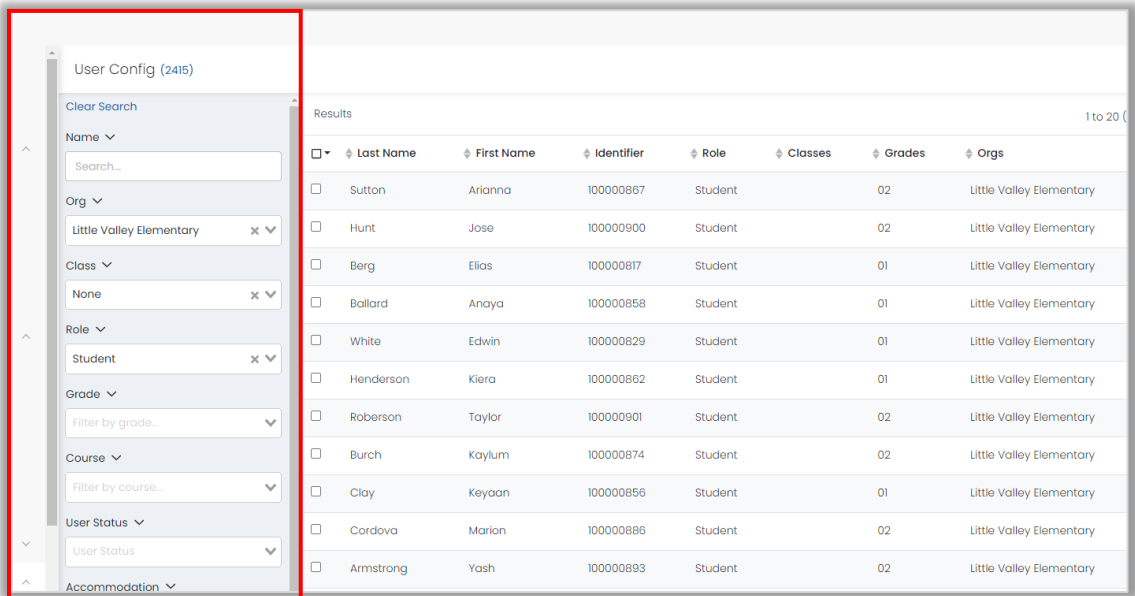 User Config (2415)
Clear Search
Name
Search...
Org
Little Valley Elementary
Class
None
Role
Student
Grade
Filter by grade...
Course
Filter by course...
User Status
User Status
Accommodation
Results
1 to 20 (
Last Name First Name Identifier Role Classes Grades Orgs
Sutton Arianna 100000867 Student 02 Little Valley Elementary
Hunt Jose 100000900 Student 02 Little Valley Elementary
Berg Elias 100000817 Student 01 Little Valley Elementary
Ballard Anaya 100000858 Student 01 Little Valley Elementary
White Edwin 100000829 Student 01 Little Valley Elementary
Henderson Kiera 100000862 Student 01 Little Valley Elementary
Roberson Taylor 100000901 Student 02 Little Valley Elementary
Burch Kaylum 100000874 Student 02 Little Valley Elementary
Clay Keyaan 100000856 Student 01 Little Valley Elementary
Cordova Marion 100000886 Student 02 Little Valley Elementary
Armstrong Yash 100000893 Student 02 Little Valley Elementary